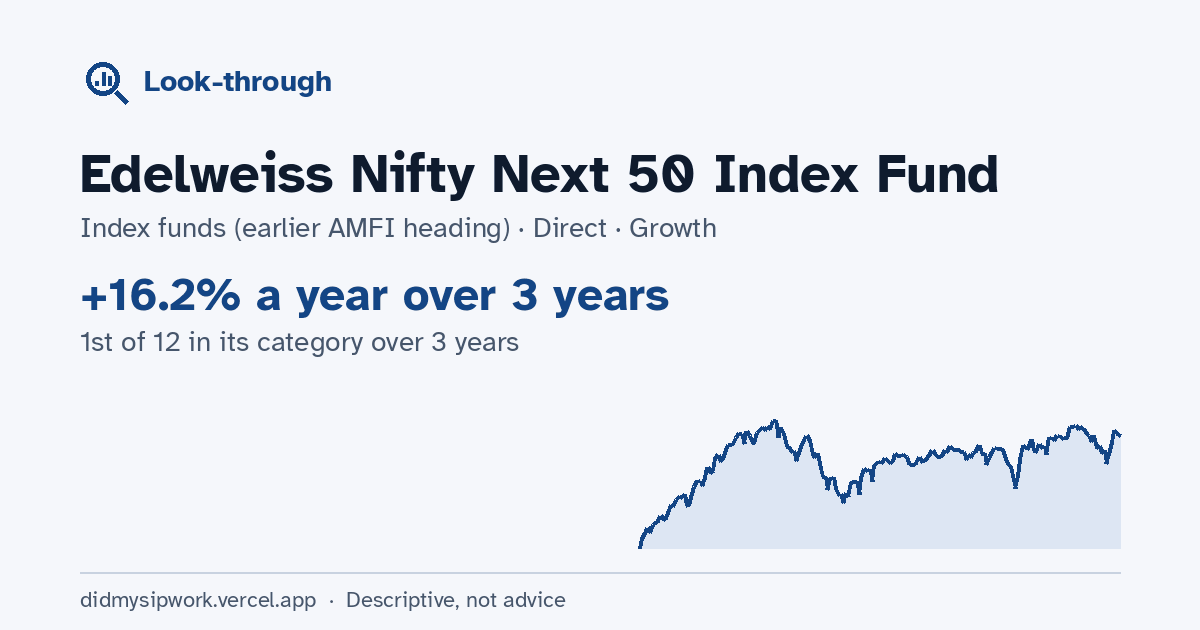 Look-through
Edelweiss Nifty Next 50 Index Fund
Index funds (earlier AMFI heading) · Direct · Growth
+16.2% a year over 3 years
1st of 12 in its category over 3 years
didmysipwork.vercel.app · Descriptive, not advice